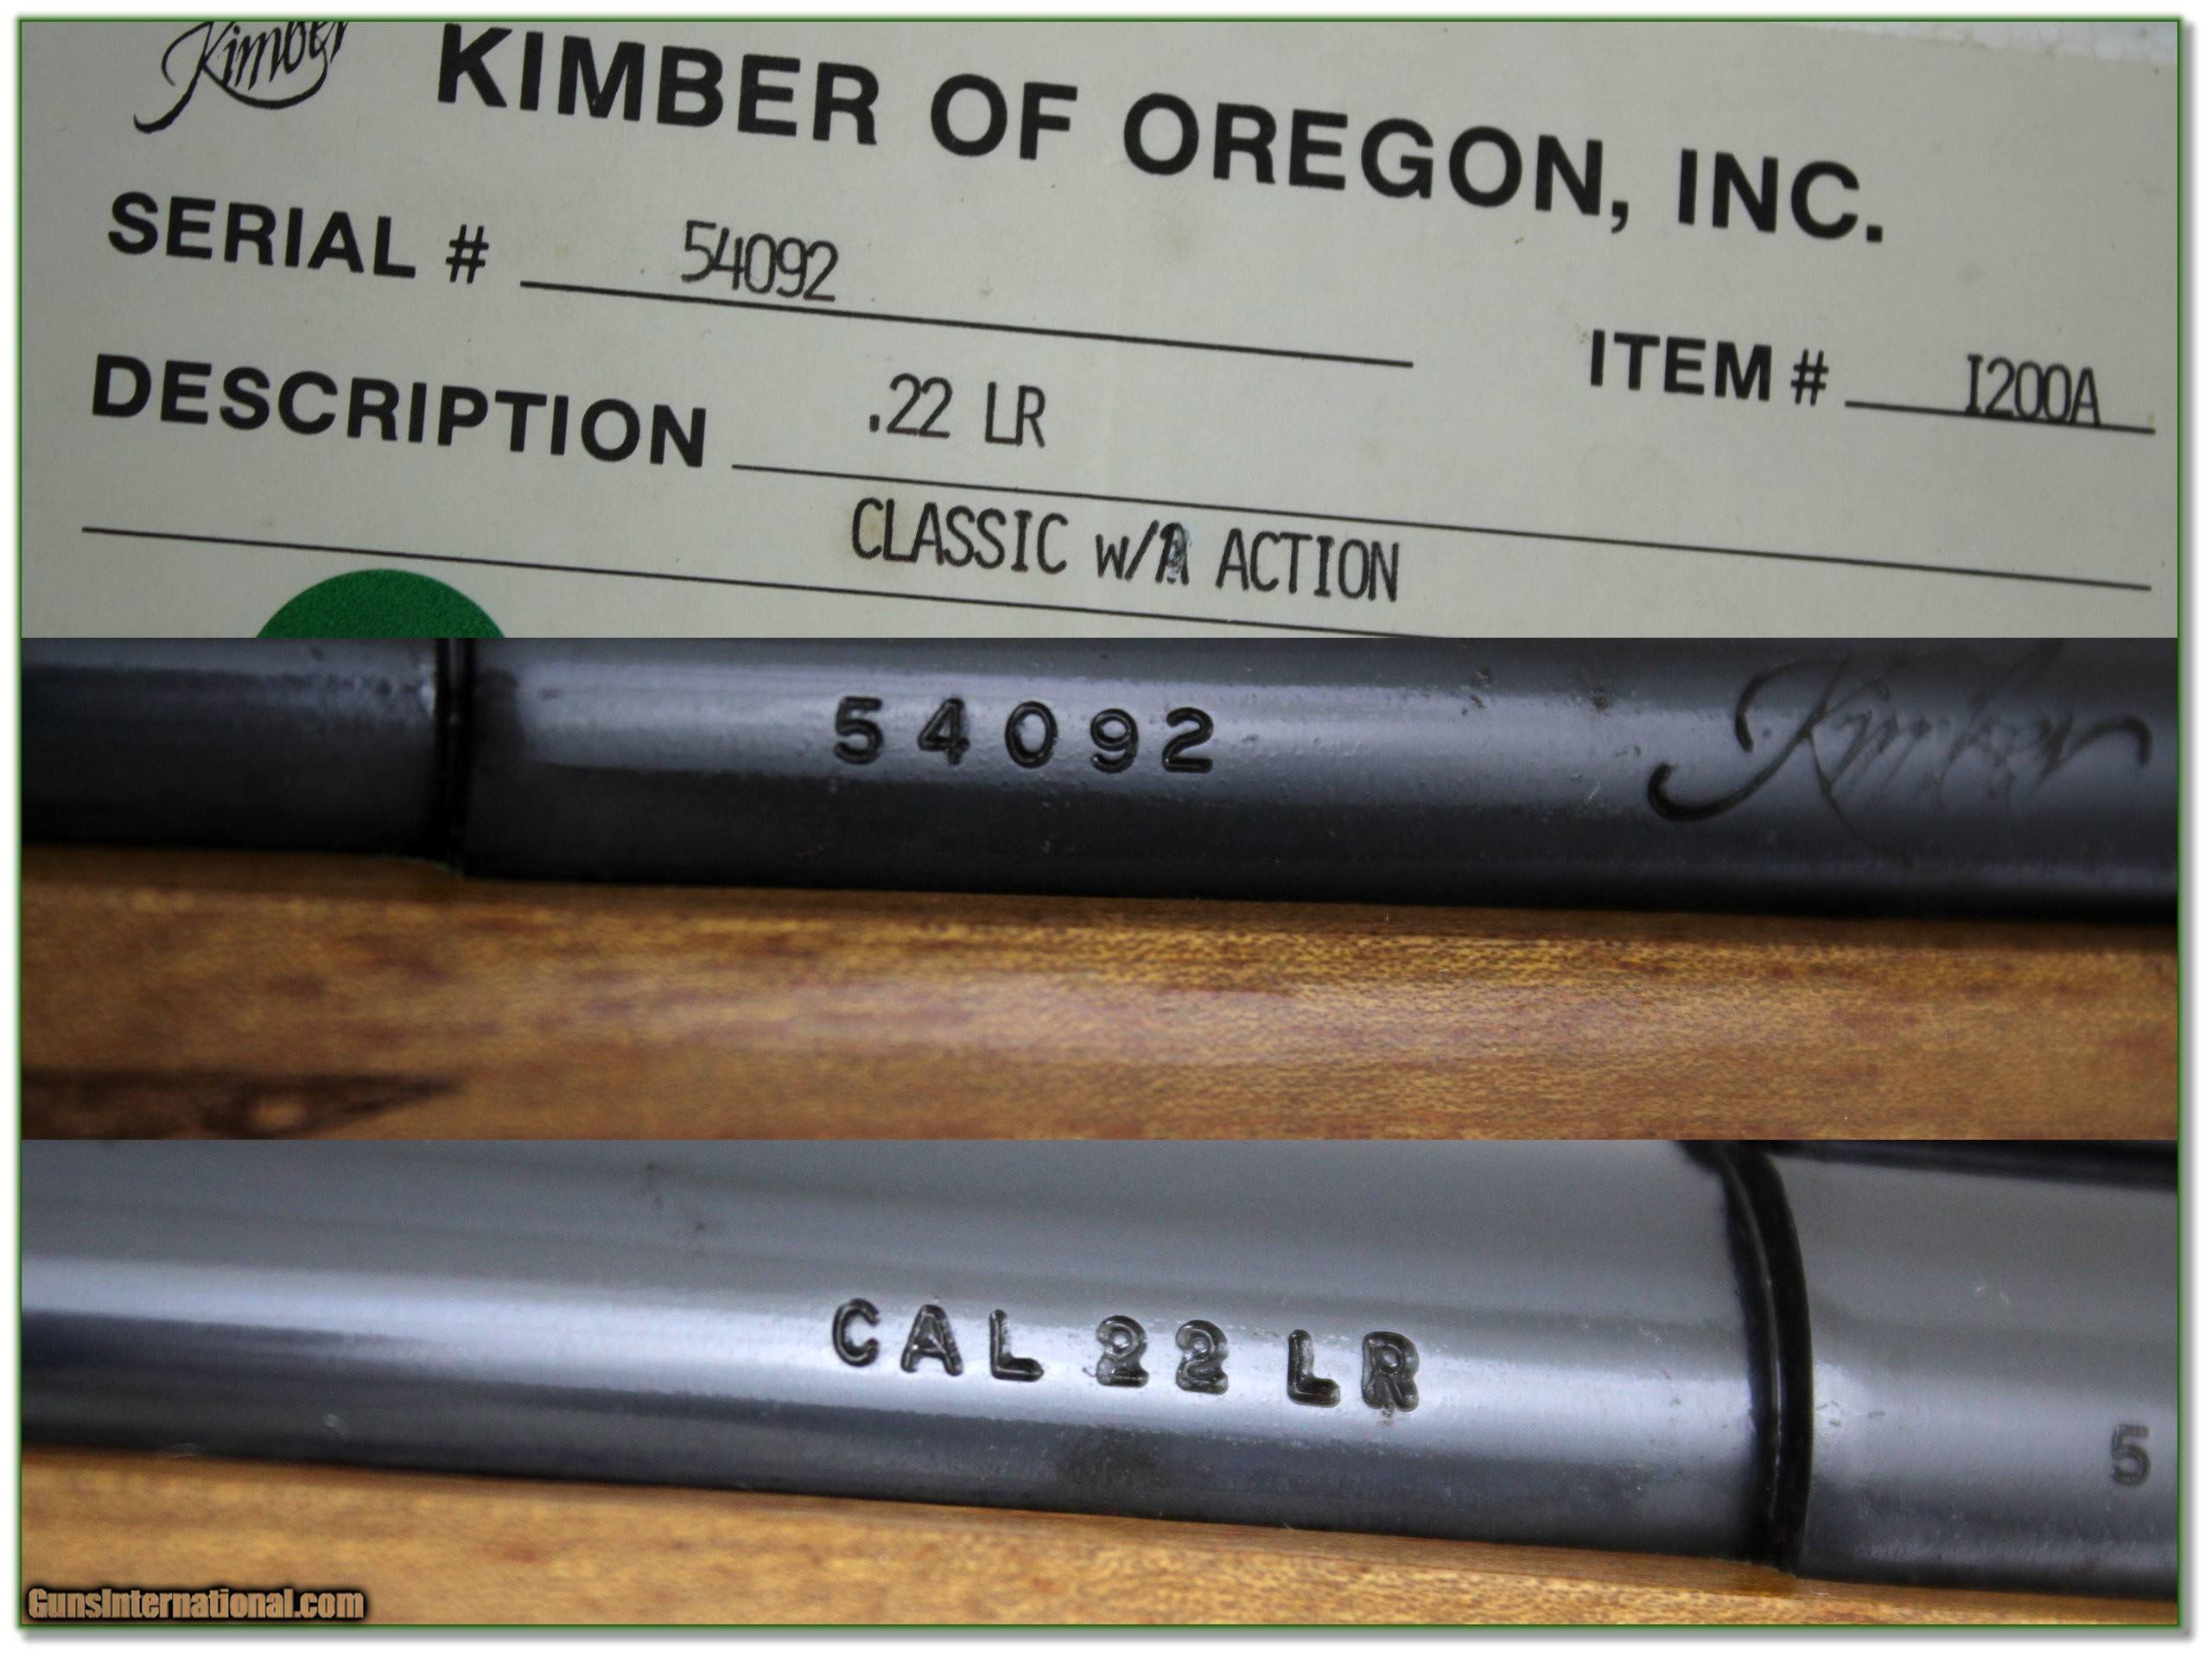 Kimber KIMBER OF OREGON, INC.
SERIAL # 54092
ITEM # I200A
DESCRIPTION .22 LR
CLASSIC w/A ACTION
54092 Kimber
CAL 22 LR
5
GunsInternational.com